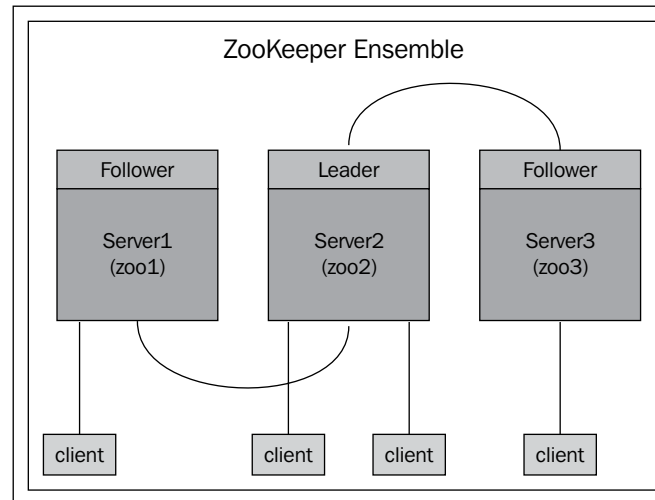 ZooKeeper Ensemble
Follower
Leader
Follower
Server1
(zoo1)
Server2
(zoo2)
Server3
(zoo3)
client
client
client
client